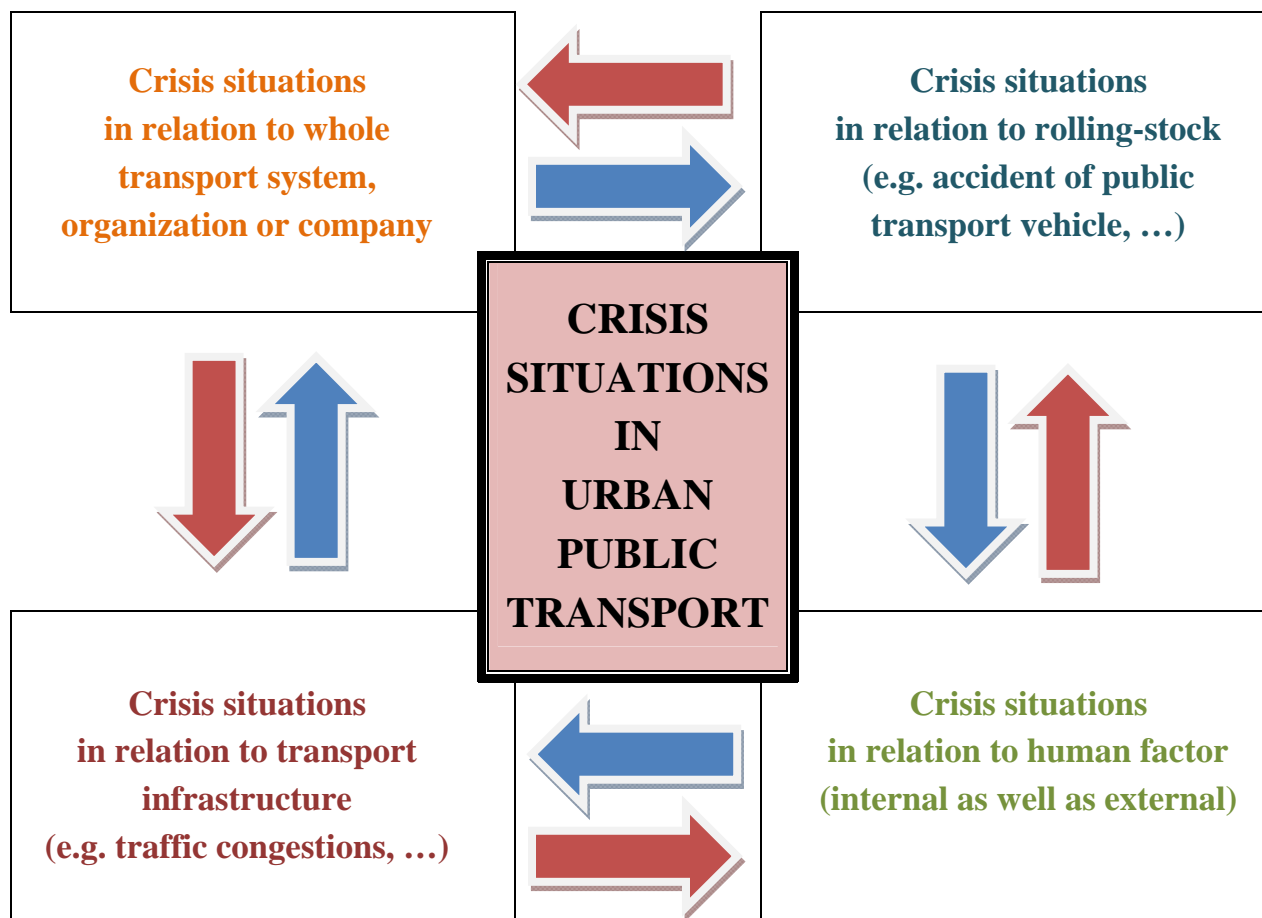 Crisis situations
in relation to whole
transport system,
organization or company
Crisis situations
in relation to rolling-stock
(e.g. accident of public
transport vehicle, …)
CRISIS
SITUATIONS
IN
URBAN
PUBLIC
TRANSPORT
Crisis situations
in relation to transport
infrastructure
(e.g. traffic congestions, …)
Crisis situations
in relation to human factor
(internal as well as external)